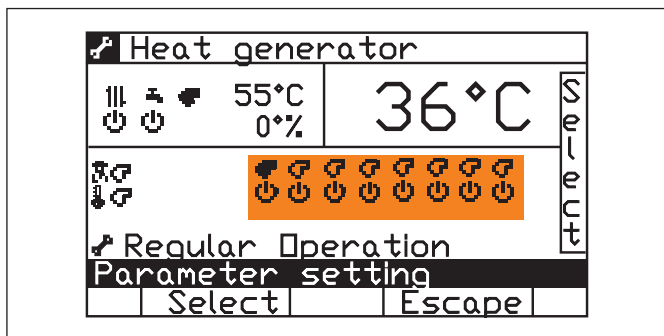 Heat generator
55°C
36°C
0°%
Select
Regular Operation
Parameter setting
Select Escape